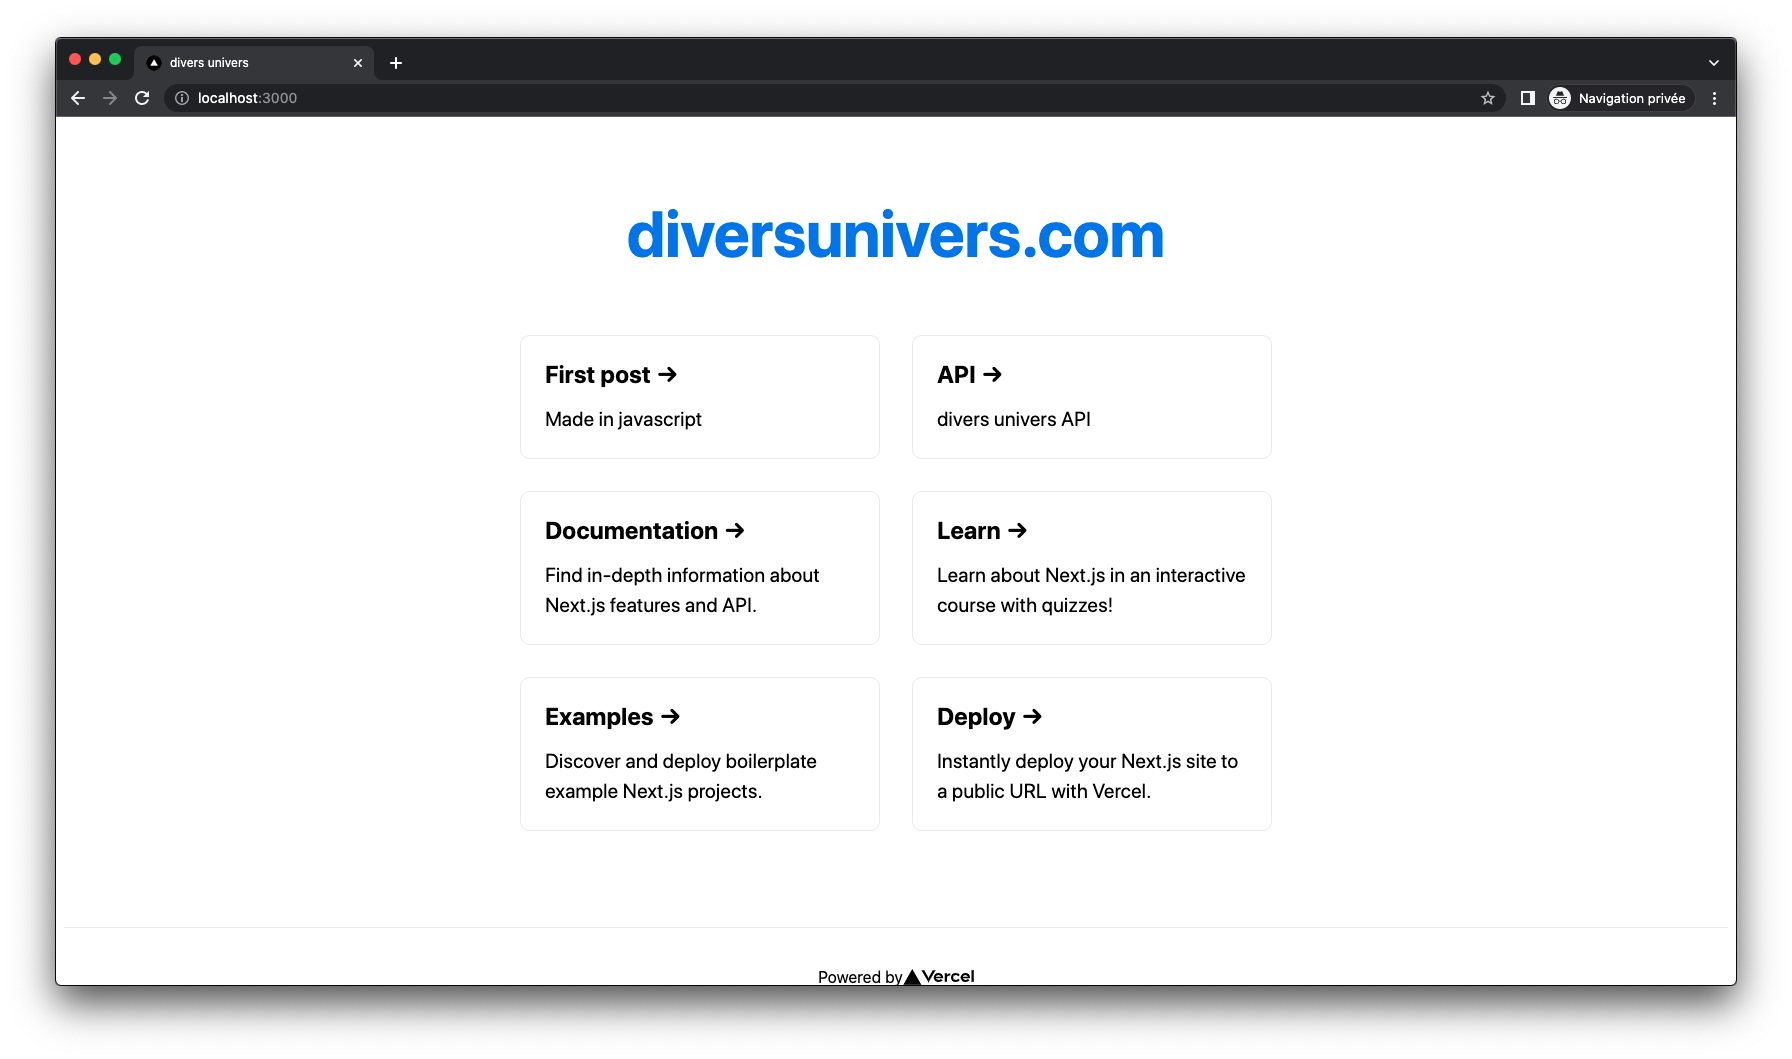 divers univers
localhost:3000
Navigation privée
diversunivers.com
First post →
Made in javascript
API →
divers univers API
Documentation →
Find in-depth information about
Next.js features and API.
Learn →
Learn about Next.js in an interactive
course with quizzes!
Examples →
Discover and deploy boilerplate
example Next.js projects.
Deploy →
Instantly deploy your Next.js site to
a public URL with Vercel.
Powered by Vercel